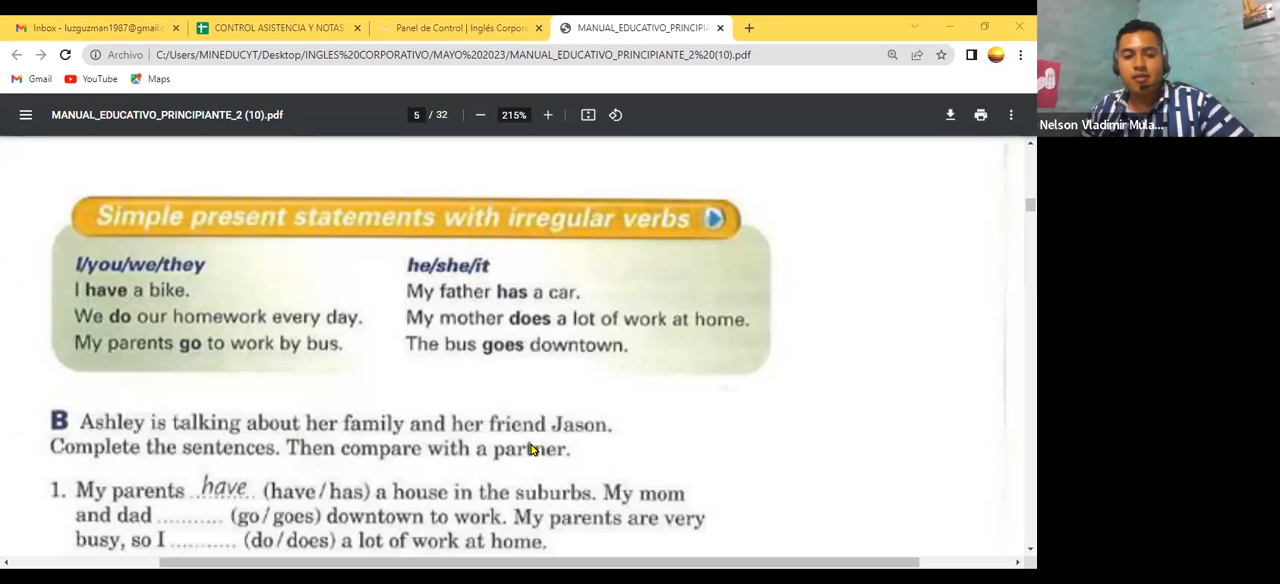 Inbox - luzguzman1987@gmail.c
CONTROL ASISTENCIA Y NOTAS
Panel de Control | Inglés Corpora
MANUAL_EDUCATIVO_PRINCIPIA
Archivo
C:/Users/MINEDUCYT/Desktop/INGLES%20CORPORATIVO/MAYO%202023/MANUAL_EDUCATIVO_PRINCIPIANTE_2%20(10).pdf
Gmail
YouTube
Maps
MANUAL_EDUCATIVO_PRINCIPIANTE_2 (10).pdf
5 / 32
215%
Nelson Vladimir Mula...
Simple present statements with irregular verbs
I/you/we/they
I have a bike.
We do our homework every day.
My parents go to work by bus.
he/she/it
My father has a car.
My mother does a lot of work at home.
The bus goes downtown.
B Ashley is talking about her family and her friend Jason.
Complete the sentences. Then compare with a partner.
1. My parents ..have.. (have/has) a house in the suburbs. My mom
and dad ........... (go/goes) downtown to work. My parents are very
busy, so I ........... (do/does) a lot of work at home.